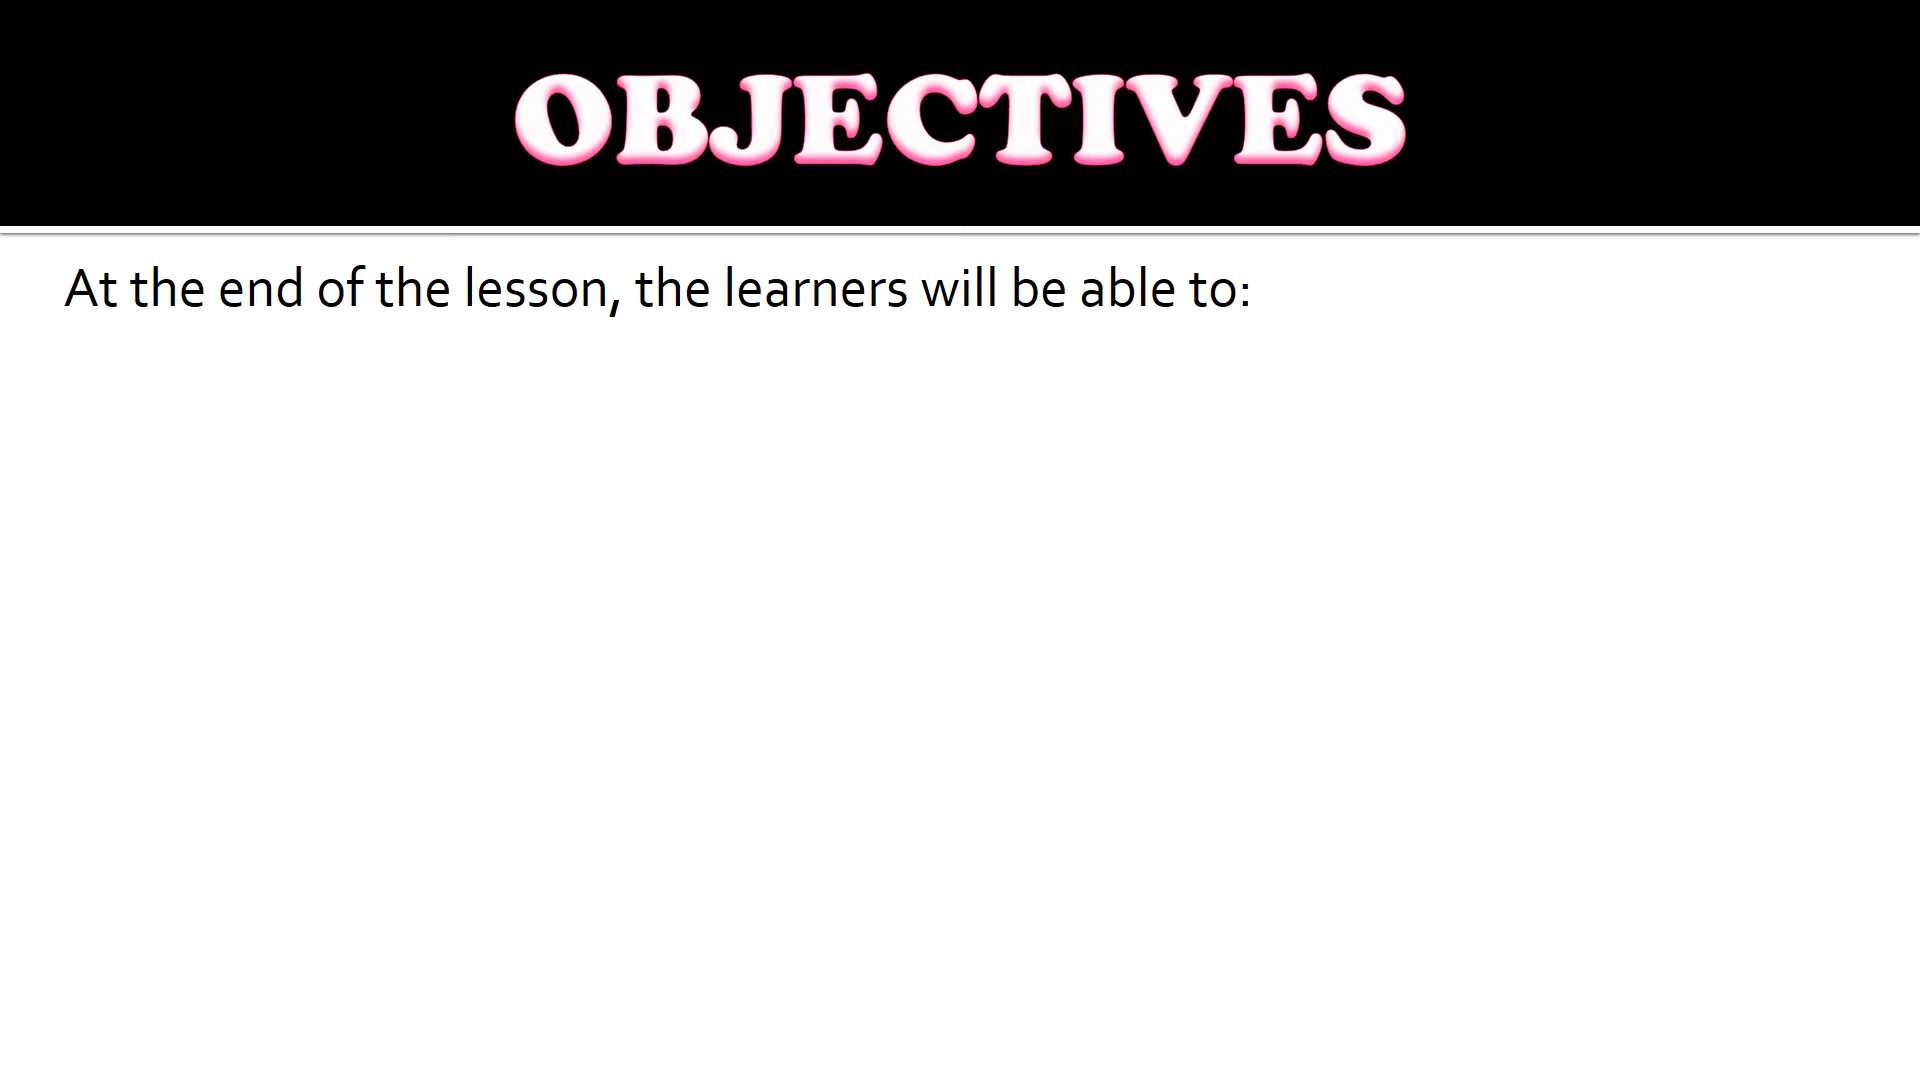 OBJECTIVES
At the end of the lesson, the learners will be able to: